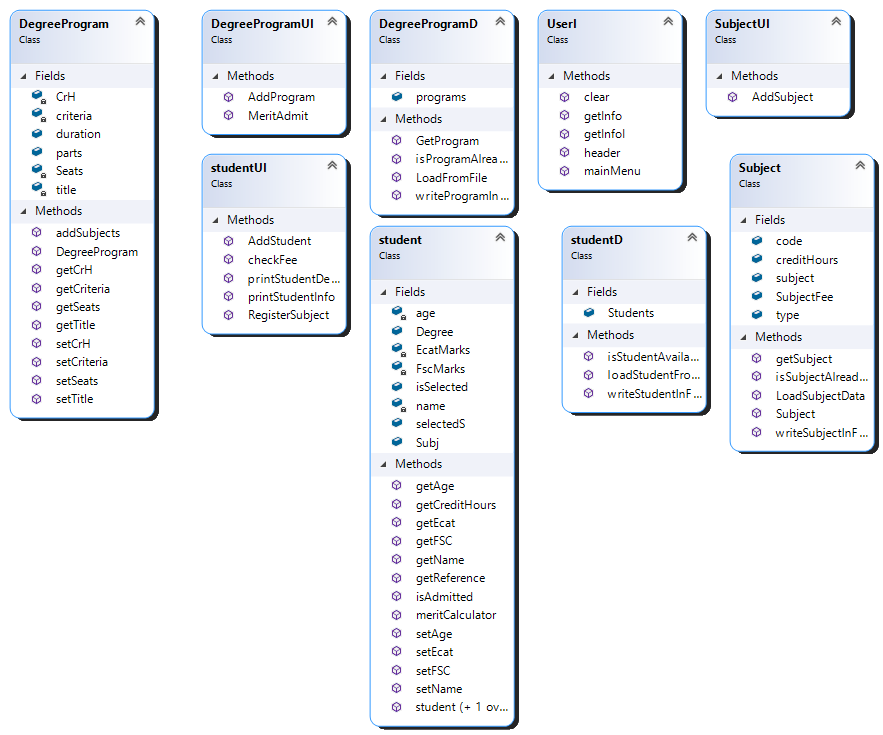 DegreeProgram
Class
Fields
CrH
criteria
duration
parts
Seats
title
Methods
addSubjects
DegreeProgram
getCrH
getCriteria
getSeats
getTitle
setCrH
setCriteria
setSeats
setTitle
DegreeProgramUI
Class
Methods
AddProgram
MeritAdmit
studentUI
Class
Methods
AddStudent
checkFee
printStudentDe...
printStudentInfo
RegisterSubject
DegreeProgramD
Class
Fields
programs
Methods
GetProgram
isProgramAlrea...
LoadFromFile
writeProgramIn...
student
Class
Fields
age
Degree
EcatMarks
FscMarks
isSelected
name
selectedS
Subj
Methods
getAge
getCreditHours
getEcat
getFSC
getName
getReference
isAdmitted
meritCalculator
setAge
setEcat
setFSC
setName
student (+ 1 ov...
UserI
Class
Methods
clear
getInfo
getInfoI
header
mainMenu
studentD
Class
Fields
Students
Methods
isStudentAvaila...
loadStudentFro...
writeStudentInF...
SubjectUI
Class
Methods
AddSubject
Subject
Class
Fields
code
creditHours
subject
SubjectFee
type
Methods
getSubject
isSubjectAlread...
LoadSubjectData
Subject
writeSubjectInF...